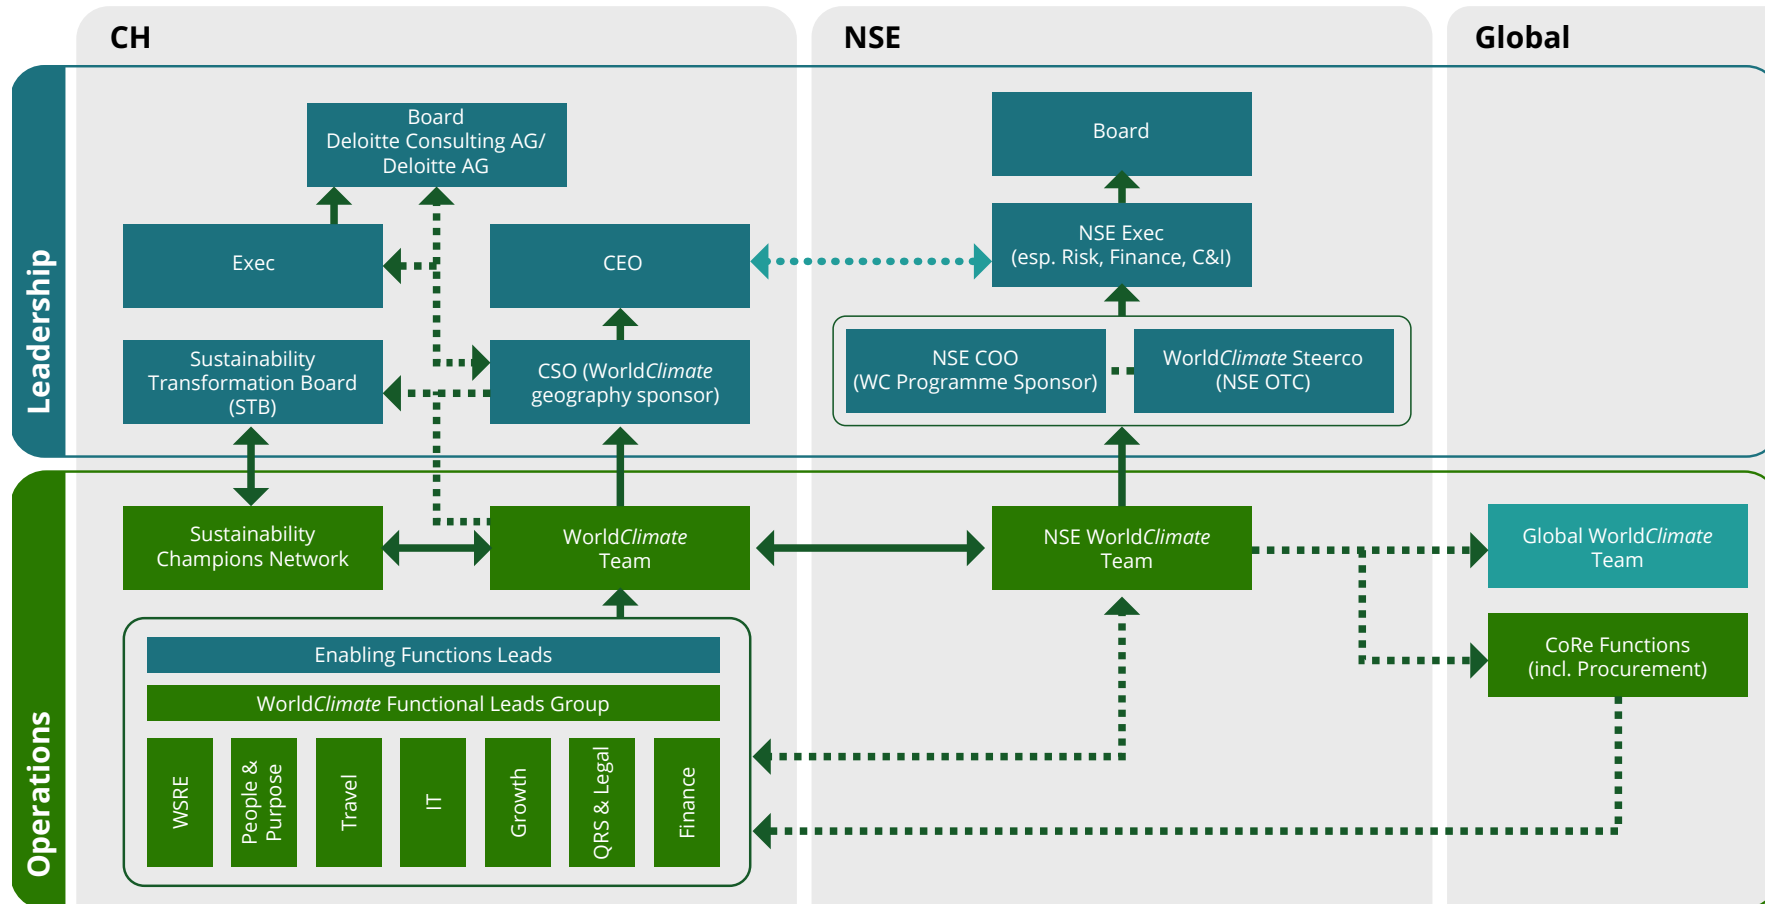 CH
NSE
Global
Leadership
Board
Deloitte Consulting AG/
Deloitte AG
Board
Exec
CEO
NSE Exec
(esp. Risk, Finance, C&I)
Sustainability
Transformation Board
(STB)
CSO (WorldClimate
geography sponsor)
NSE COO
(WC Programme Sponsor)
WorldClimate Steerco
(NSE OTC)
Operations
Sustainability
Champions Network
WorldClimate
Team
NSE WorldClimate
Team
Global WorldClimate
Team
CoRe Functions
(incl. Procurement)
Enabling Functions Leads
WorldClimate Functional Leads Group
WSRE
People &
Purpose
Travel
IT
Growth
QRS & Legal
Finance